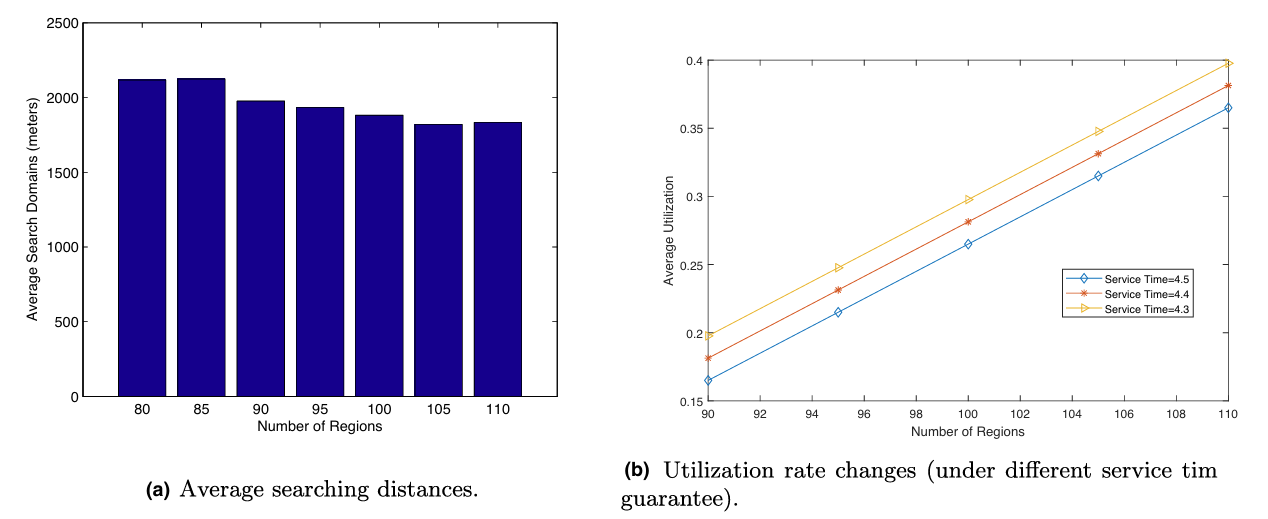 2500
2000
1500
1000
500
0
Average Search Domains (meters)
80 85 90 95 100 105 110
Number of Regions
(a) Average searching distances.
0.4
0.35
0.3
0.25
0.2
0.15
Average Utilization
Service Time=4.5
Service Time=4.4
Service Time=4.3
90 92 94 96 98 100 102 104 106 108 110
Number of Regions
(b) Utilization rate changes (under different service tim
guarantee).